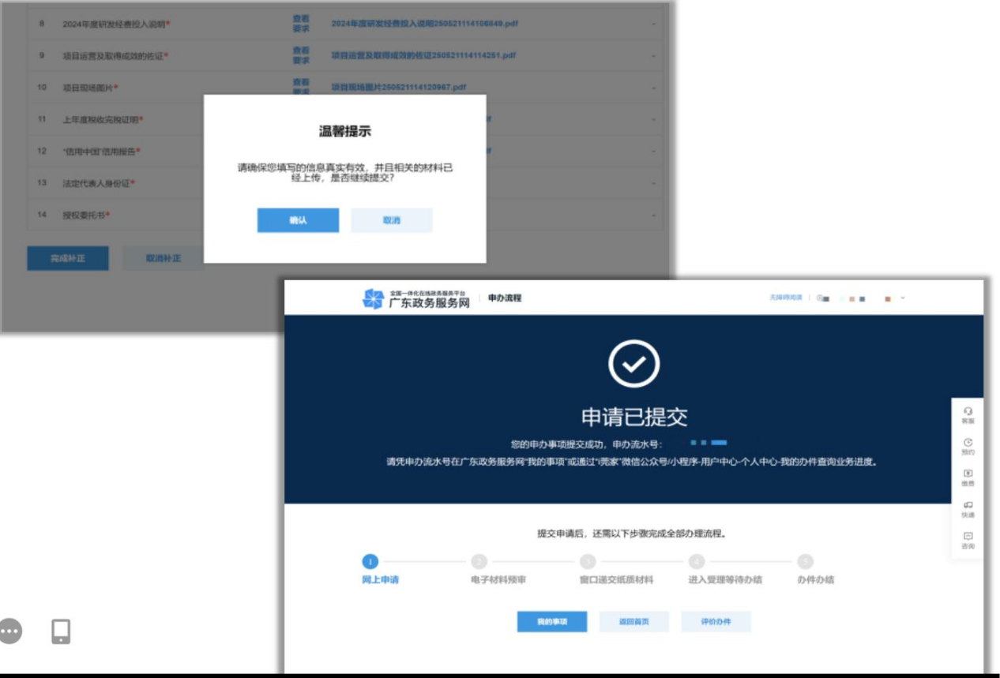 8 2024年度研发经费投入说明* 查看要求 2024年度研发经费投入说明250521114106849.pdf -
9 项目运营及取得成效的佐证* 查看要求 项目运营及取得成效的佐证250521114114251.pdf -
10 项目现场图片* 查看要求 项目现场图片250521114120967.pdf -
11 上年度税收完税证明* -
12 “信用中国”信用报告* -
13 法定代表人身份证* -
14 授权委托书* -
完成补正 取消补正
温馨提示
请确保您填写的信息真实有效，并且相关的材料已
经上传，是否继续提交？
确认 取消
全国一体化在线政务服务平台
广东政务服务网 申办流程 无障碍阅读
申请已提交
您的申办事项提交成功，申办流水号：
请凭申办流水号在广东政务服务网“我的事项”或通过“i莞家”微信公众号/小程序-用户中心-个人中心-我的办件查询业务进度。
客服
预约
缴费
快递
咨询
提交申请后，还需以下步骤完成全部办理流程。
1 2 3 4 5
网上申请 电子材料预审 窗口递交纸质材料 进入受理等待办结 办件办结
我的事项 返回首页 评价办件